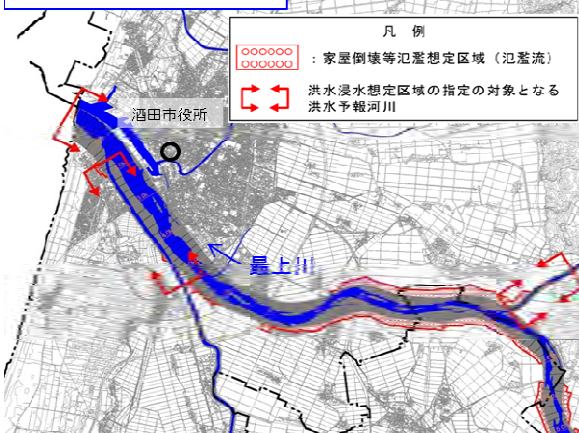 凡 例
：家屋倒壊等氾濫想定区域（氾濫流）
洪水浸水想定区域の指定の対象となる
洪水予報河川
酒田市役所
最上川